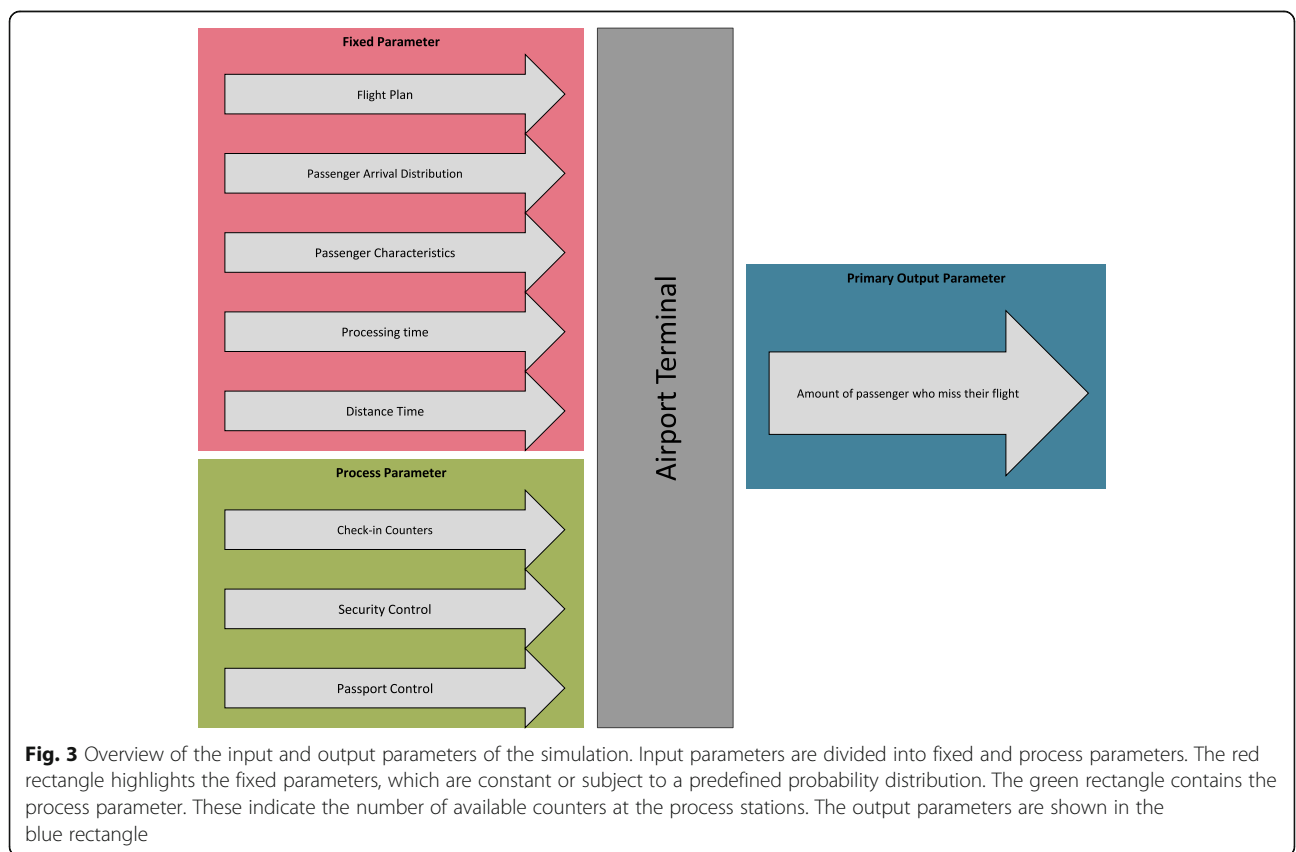 Fixed Parameter
Flight Plan
Passenger Arrival Distribution
Passenger Characteristics
Processing time
Distance Time
Process Parameter
Check-in Counters
Security Control
Passport Control
Airport Terminal
Primary Output Parameter
Amount of passenger who miss their flight
Fig. 3 Overview of the input and output parameters of the simulation. Input parameters are divided into fixed and process parameters. The red
rectangle highlights the fixed parameters, which are constant or subject to a predefined probability distribution. The green rectangle contains the
process parameter. These indicate the number of available counters at the process stations. The output parameters are shown in the
blue rectangle